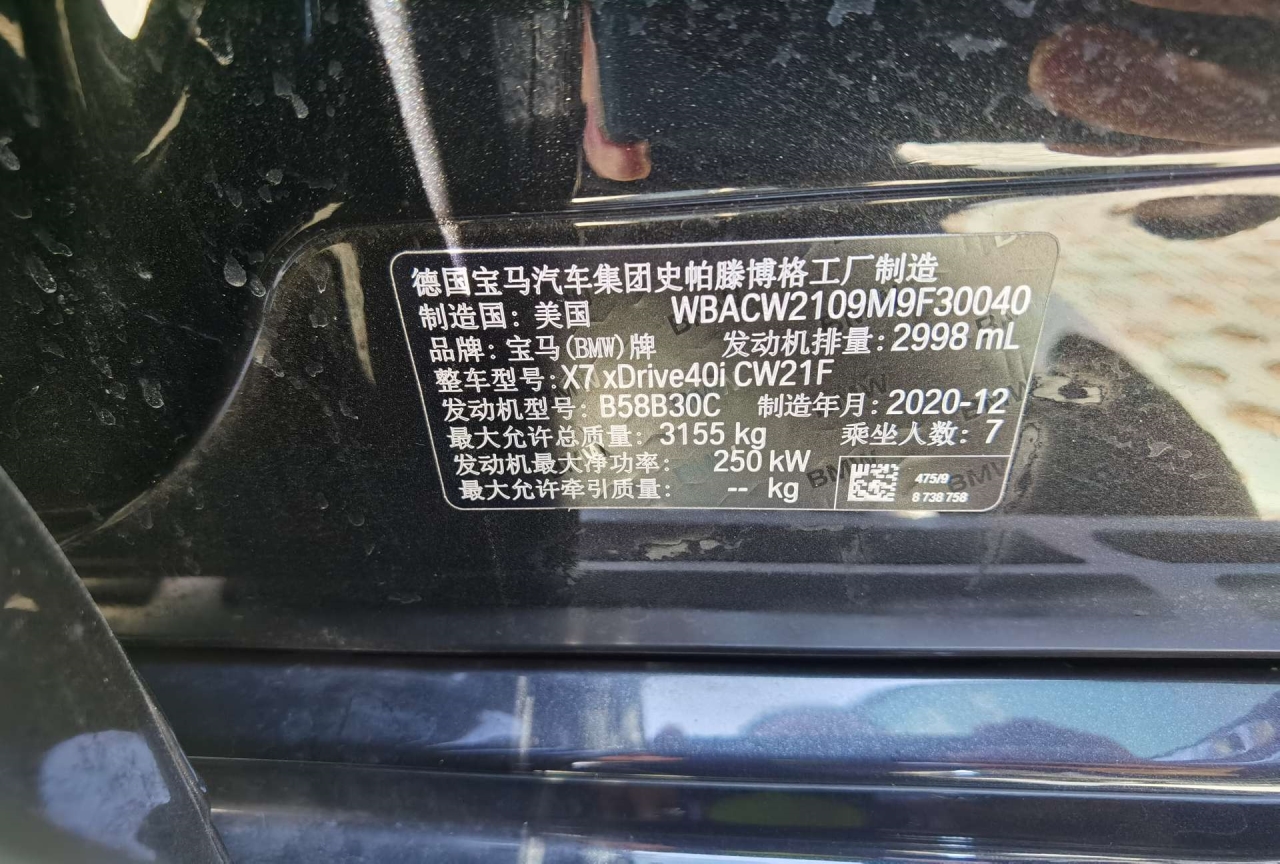 德国宝马汽车集团史帕滕博格工厂制造
制造国：美国 WBACW2109M9F30040
品牌：宝马(BMW)牌 发动机排量：2998 mL
整车型号：X7 xDrive40i CW21F
发动机型号：B58B30C 制造年月：2020-12
最大允许总质量：3155 kg 乘坐人数：7
发动机最大净功率：250 kW
最大允许牵引质量：-- kg
475/9
8 738 758